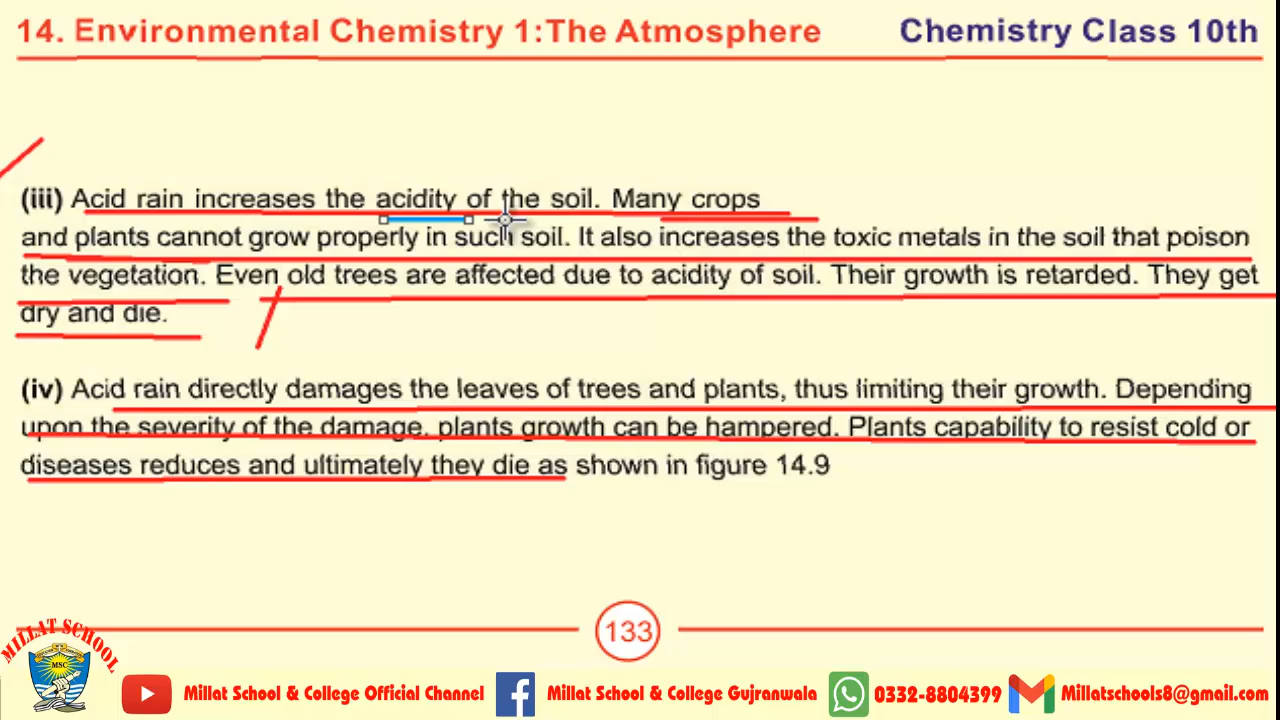 14. Environmental Chemistry 1:The Atmosphere Chemistry Class 10th
(iii) Acid rain increases the acidity of the soil. Many crops
and plants cannot grow properly in such soil. It also increases the toxic metals in the soil that poison
the vegetation. Even old trees are affected due to acidity of soil. Their growth is retarded. They get
dry and die.
(iv) Acid rain directly damages the leaves of trees and plants, thus limiting their growth. Depending
upon the severity of the damage, plants growth can be hampered. Plants capability to resist cold or
diseases reduces and ultimately they die as shown in figure 14.9
133
MILLAT SCHOOL
MSC
Millat School & College Official Channel Millat School & College Gujranwala 0332-8804399 Millatschools8@gmail.com